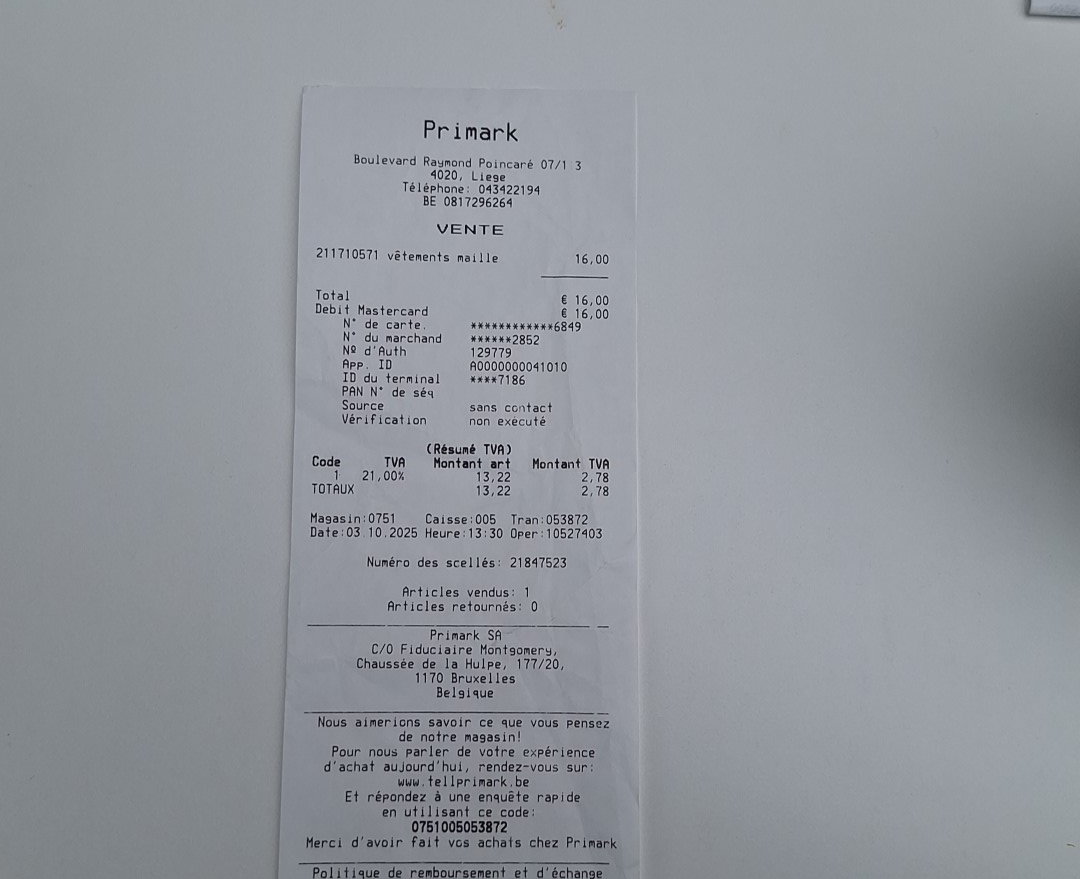 Primark
Boulevard Raymond Poincaré 07/1 3
4020, Liege
Téléphone: 043422194
BE 0817296264
VENTE
211710571 vêtements maille 16,00
Total € 16,00
Debit Mastercard € 16,00
N° de carte. ************6849
N° du marchand ******2852
Nº d'Auth 129779
App. ID A0000000041010
ID du terminal ****7186
PAN N° de séq
Source sans contact
Vérification non exécuté
(Résumé TVA)
Code TVA Montant art Montant TVA
1 21,00% 13,22 2,78
TOTAUX 13,22 2,78
Magasin:0751 Caisse:005 Tran:053872
Date:03.10.2025 Heure:13:30 Oper:10527403
Numéro des scellés: 21847523
Articles vendus: 1
Articles retournés: 0
Primark SA
C/O Fiduciaire Montgomery,
Chaussée de la Hulpe, 177/20,
1170 Bruxelles
Belgique
Nous aimerions savoir ce que vous pensez
de notre magasin!
Pour nous parler de votre expérience
d'achat aujourd'hui, rendez-vous sur:
www.tellprimark.be
Et répondez à une enquête rapide
en utilisant ce code:
0751005053872
Merci d'avoir fait vos achats chez Primark
Politique de remboursement et d'échange